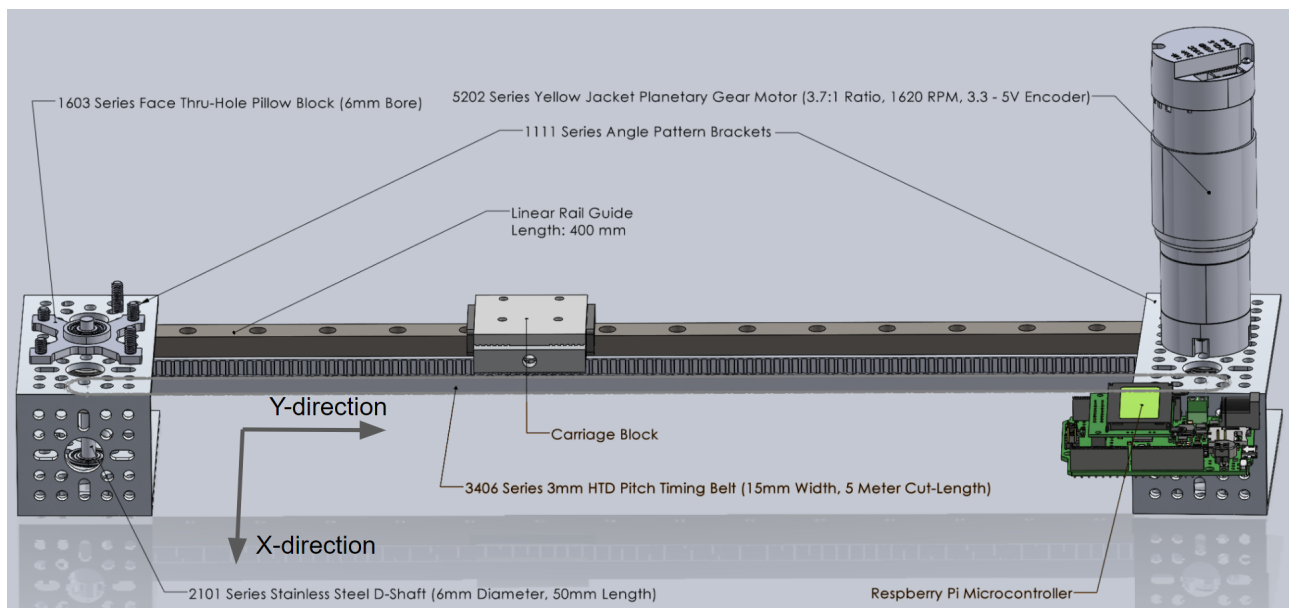 1603 Series Face Thru-Hole Pillow Block (6mm Bore)
5202 Series Yellow Jacket Planetary Gear Motor (3.7:1 Ratio, 1620 RPM, 3.3 - 5V Encoder)
1111 Series Angle Pattern Brackets
Linear Rail Guide
Length: 400 mm
Y-direction
Carriage Block
3406 Series 3mm HTD Pitch Timing Belt (15mm Width, 5 Meter Cut-Length)
X-direction
2101 Series Stainless Steel D-Shaft (6mm Diameter, 50mm Length)
Respberry Pi Microcontroller